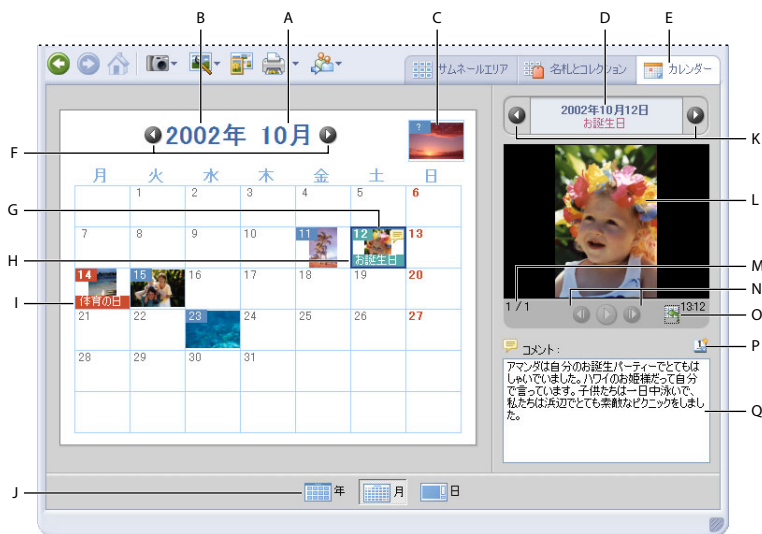 B
A
C
D
E
サムネールエリア
名札とコレクション
カレンダー
2002年 10月
?
2002年10月12日
お誕生日
F
K
月 火 水 木 金 土 日
1 2 3 4 5 6
G
L
7 8 9 10 11 12 13
お誕生日
H
14 15 16 17 18 19 20
体育の日
I
M
1 / 1
13:12
N
O
21 22 23 24 25 26 27
28 29 30 31
コメント:
P
アマンダは自分のお誕生パーティーでとてもは
しゃいでいました。ハワイのお姫様だって自分
で言っています。子供たちは一日中泳いで、
私たちは浜辺でとても素敵なピクニックをしまし
た。
Q
J
年
月
日